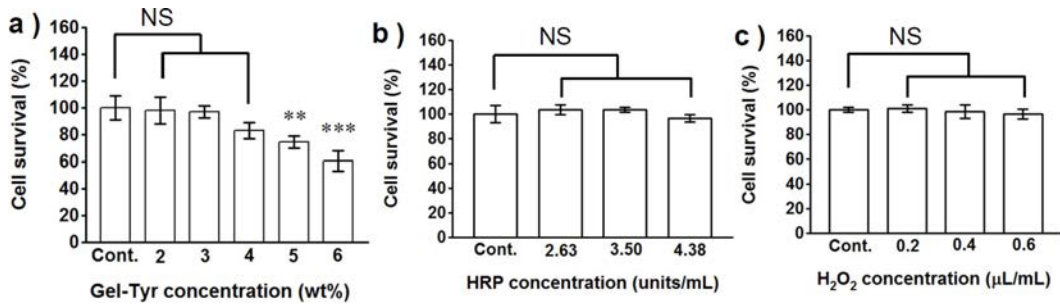 a )
NS
Cell survival (%)
160
140
120
100
80
60
40
20
0
**
***
Cont. 2 3 4 5 6
Gel-Tyr concentration (wt%)
b )
NS
Cell survival (%)
160
140
120
100
80
60
40
20
0
Cont. 2.63 3.50 4.38
HRP concentration (units/mL)
c )
NS
Cell survival (%)
160
140
120
100
80
60
40
20
0
Cont. 0.2 0.4 0.6
H₂O₂ concentration (µL/mL)